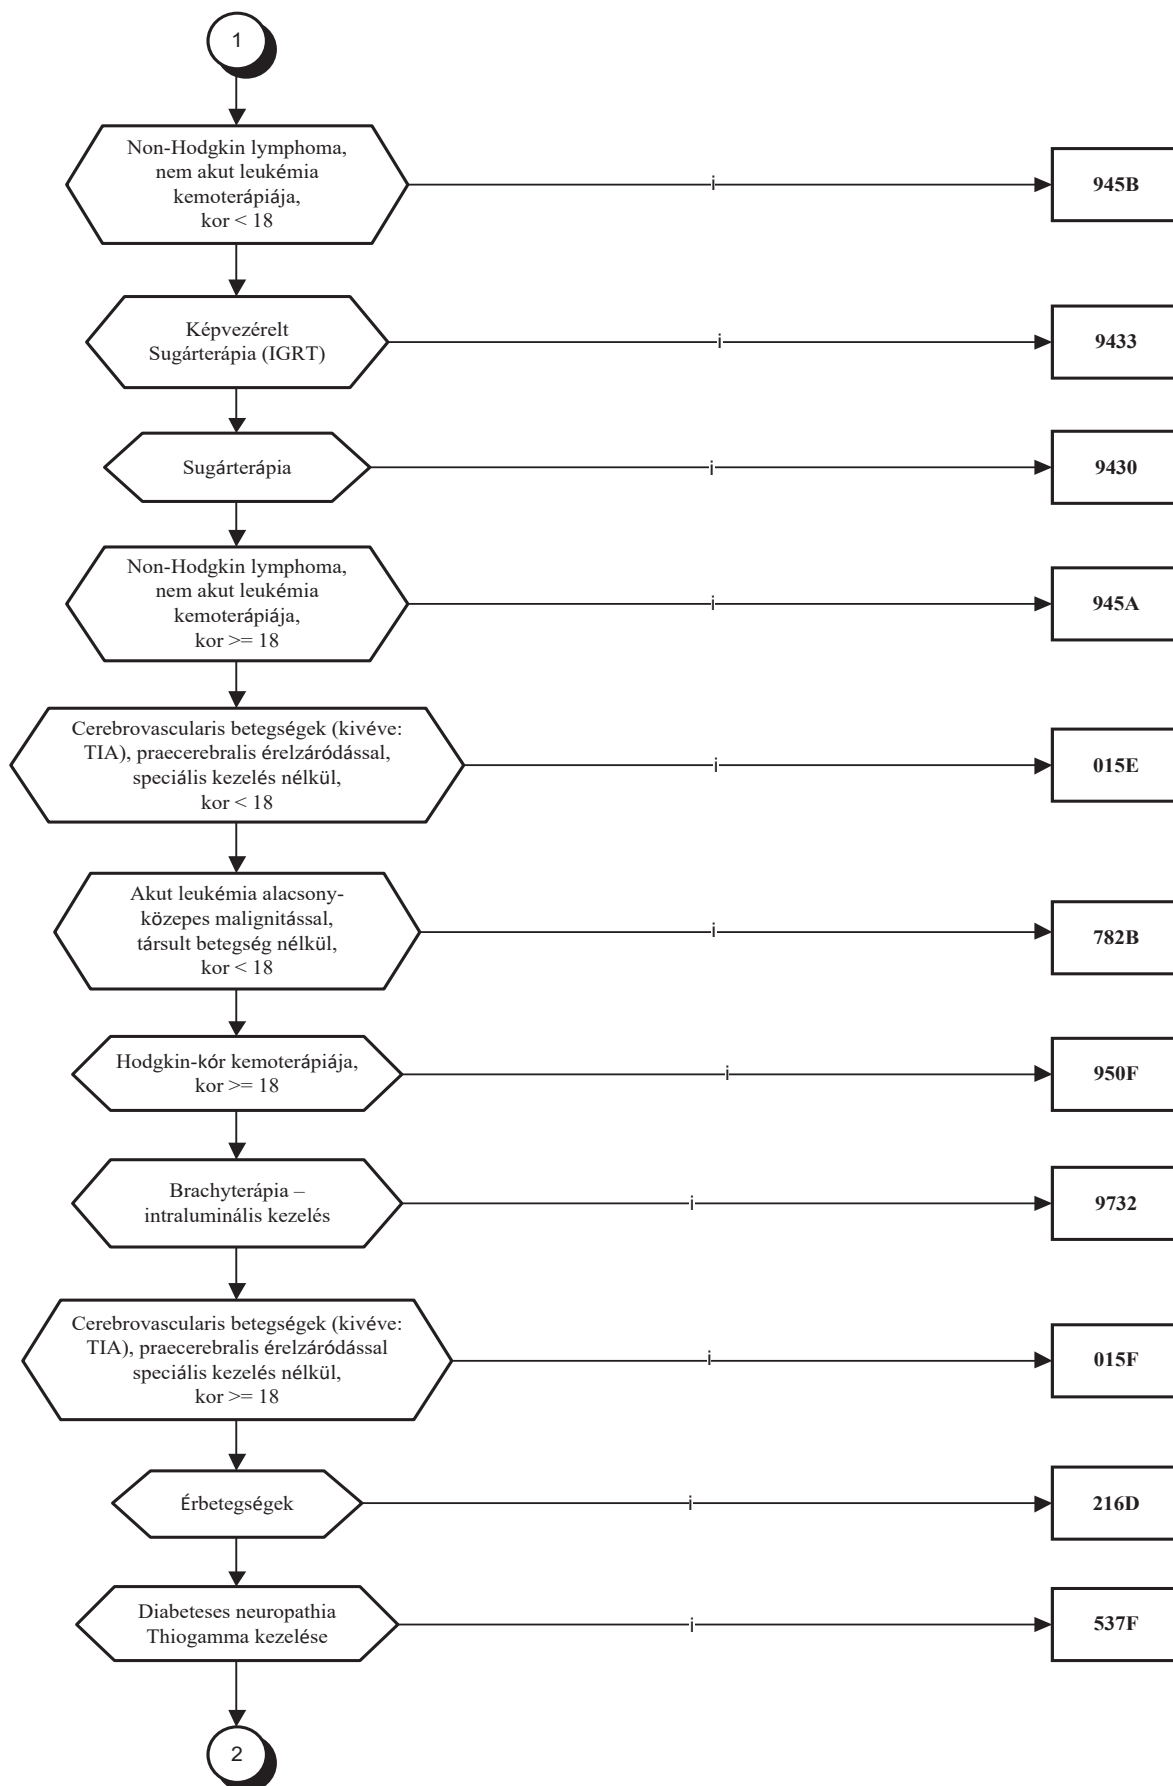 1
Non-Hodgkin lymphoma,
nem akut leukémia
kemoterápiája,
kor < 18
i
945B
Képvezérelt
Sugárterápia (IGRT)
i
9433
Sugárterápia
i
9430
Non-Hodgkin lymphoma,
nem akut leukémia
kemoterápiája,
kor >= 18
i
945A
Cerebrovascularis betegségek (kivéve:
TIA), praecerebralis érelzáródással,
speciális kezelés nélkül,
kor < 18
i
015E
Akut leukémia alacsony-
közepes malignitással,
társult betegség nélkül,
kor < 18
i
782B
Hodgkin-kór kemoterápiája,
kor >= 18
i
950F
Brachyterápia –
intraluminális kezelés
i
9732
Cerebrovascularis betegségek (kivéve:
TIA), praecerebralis érelzáródással
speciális kezelés nélkül,
kor >= 18
i
015F
Érbetegségek
i
216D
Diabeteses neuropathia
Thiogamma kezelése
i
537F
2